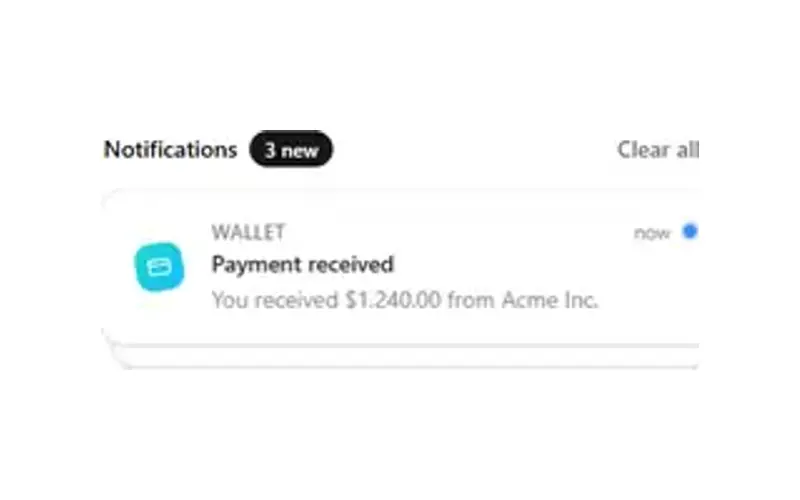 Notifications 3 new Clear all
WALLET now
Payment received
You received $1,240.00 from Acme Inc.